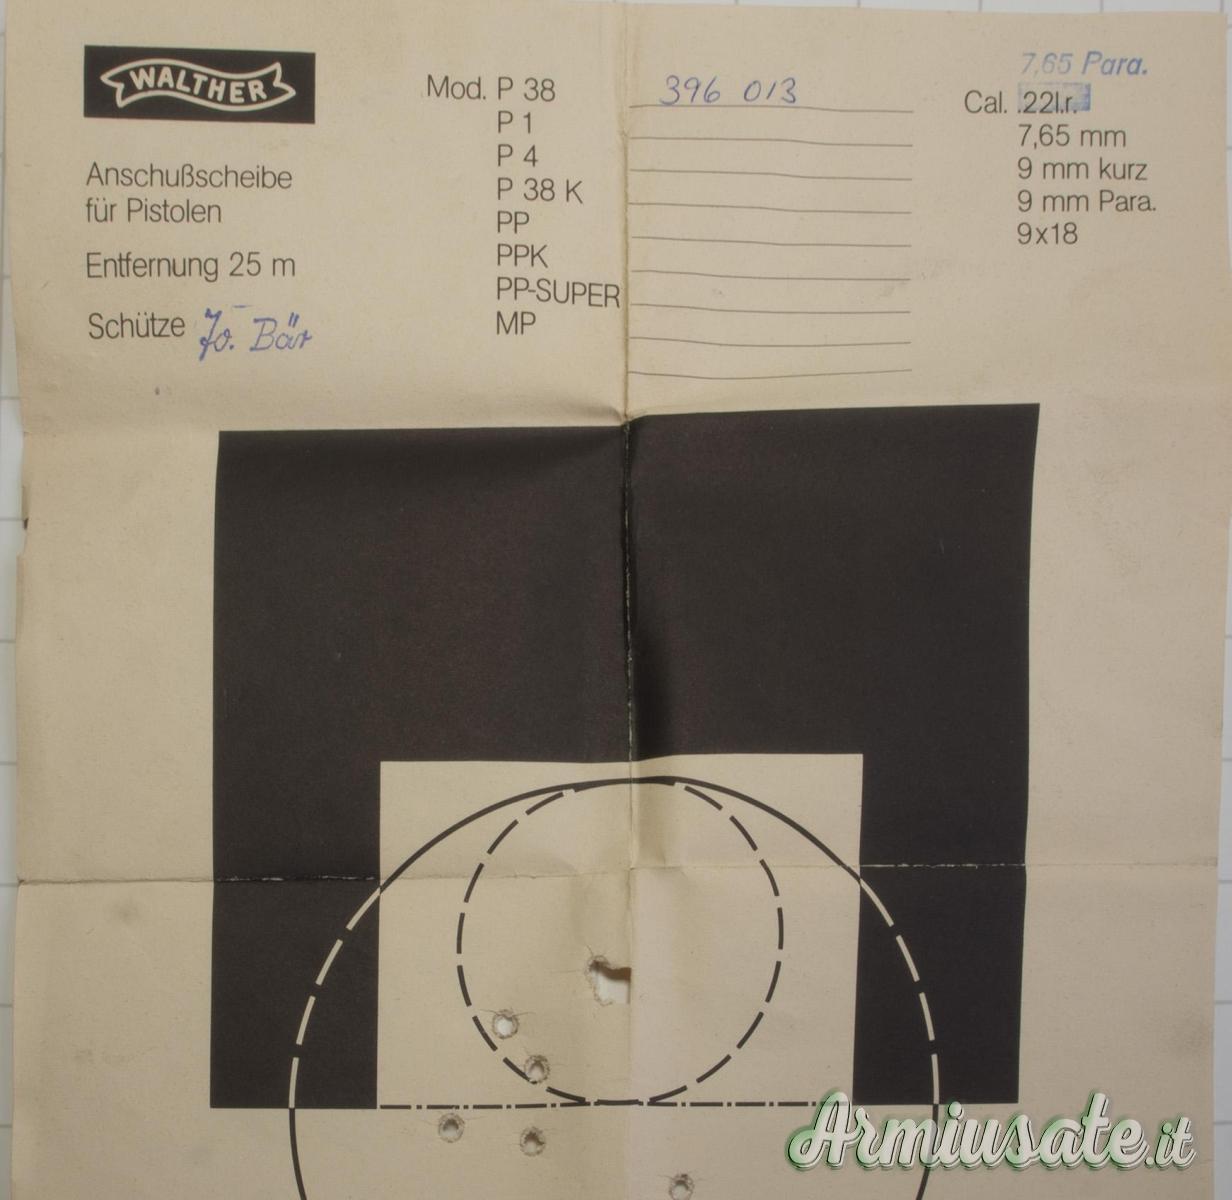 WALTHER
Anschußscheibe
für Pistolen
Entfernung 25 m
Schütze Jo. Bär
Mod. P 38 396 013
P 1
P 4
P 38 K
PP
PPK
PP-SUPER
MP
7,65 Para.
Cal. .22l.r.
7,65 mm
9 mm kurz
9 mm Para.
9x18
Armiusate.it